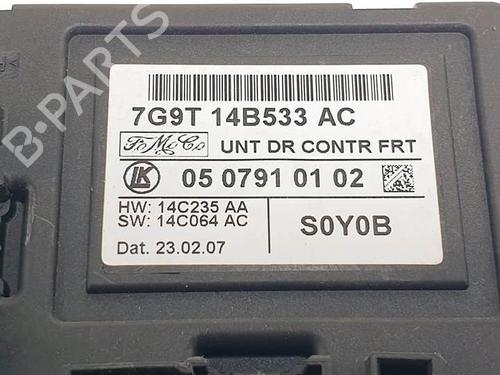 B-PARTS
7G9T 14B533 AC
FoMoCo UNT DR CONTR FRT
LK 05 0791 01 02
HW: 14C235 AA
SW: 14C064 AC
S0Y0B
Dat. 23.02.07